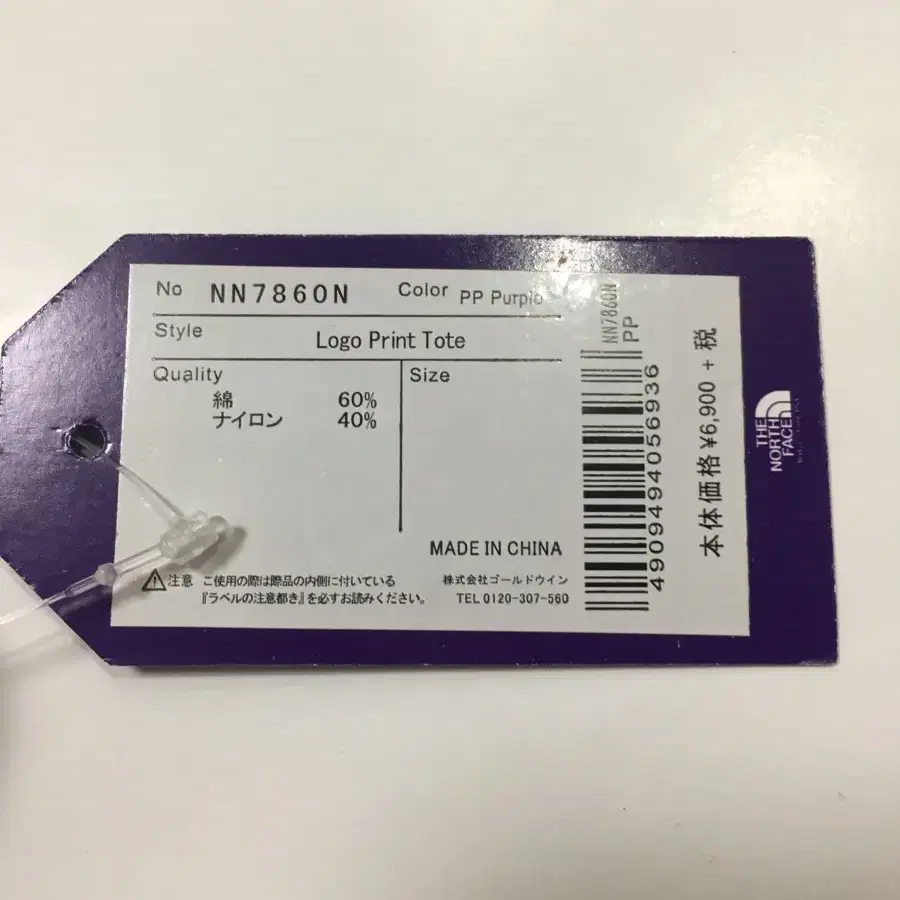 No NN7860N Color PP Purple
Style Logo Print Tote
Quality
綿 60%
ナイロン 40%
Size
MADE IN CHINA
注意 ご使用の際は際品の内側に付いている
『ラベルの注意都き』を必すお読みください。
株式会社ゴールドウイン
TEL 0120-307-560
NN7860N
PP
4909494056936
本体価格 ¥6,900 + 税
THE
NORTH
FACE